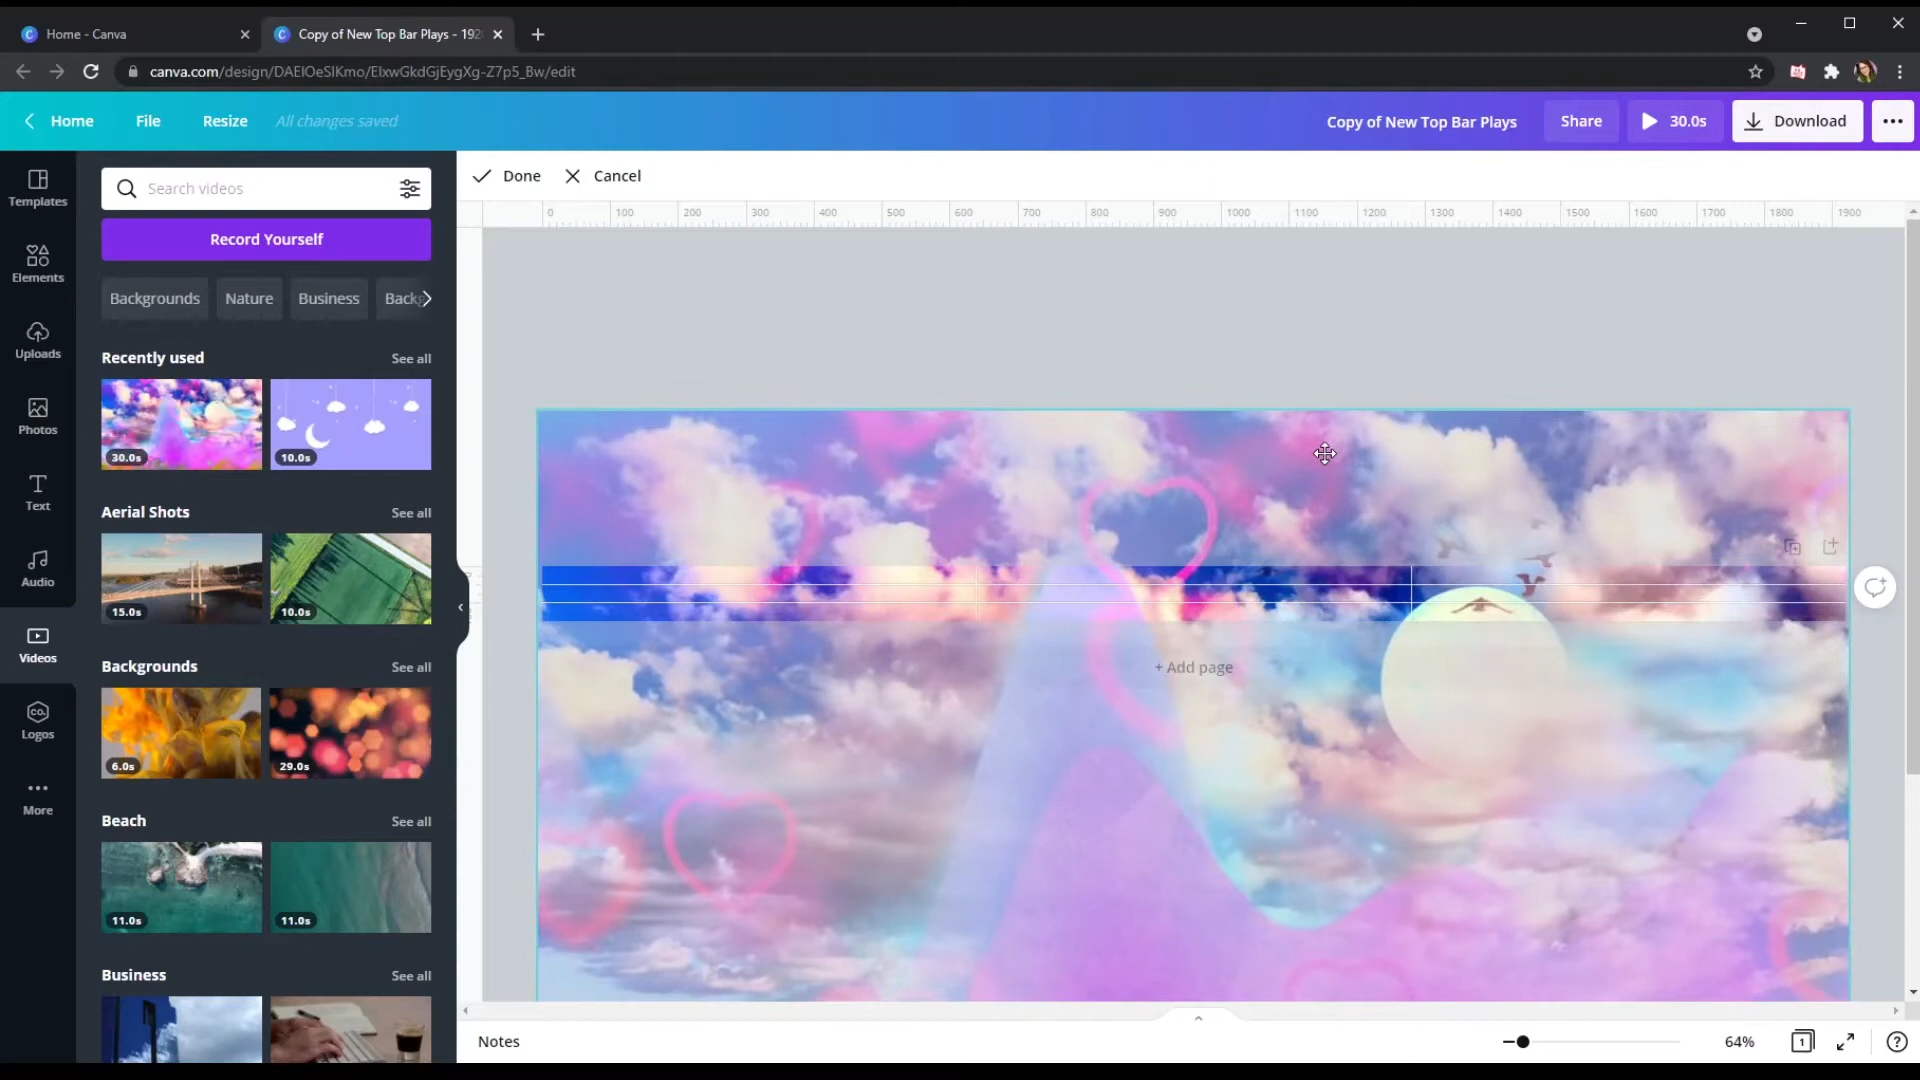 Home - Canva
Copy of New Top Bar Plays - 192
canva.com/design/DAElOeSlKmo/ElxwGkdGjEygXg-Z7p5_Bw/edit
Home
File
Resize
All changes saved
Copy of New Top Bar Plays
Share
30.0s
Download
Templates
Elements
Uploads
Photos
Text
Audio
Videos
CO.
Logos
More
Search videos
Record Yourself
Backgrounds
Nature
Business
Backg
Recently used
See all
30.0s
10.0s
Aerial Shots
See all
15.0s
10.0s
Backgrounds
See all
6.0s
29.0s
Beach
See all
11.0s
11.0s
Business
See all
Done
Cancel
0 100 200 300 400 500 600 700 800 900 1000 1100 1200 1300 1400 1500 1600 1700 1800 1900
+ Add page
Notes
64%
1